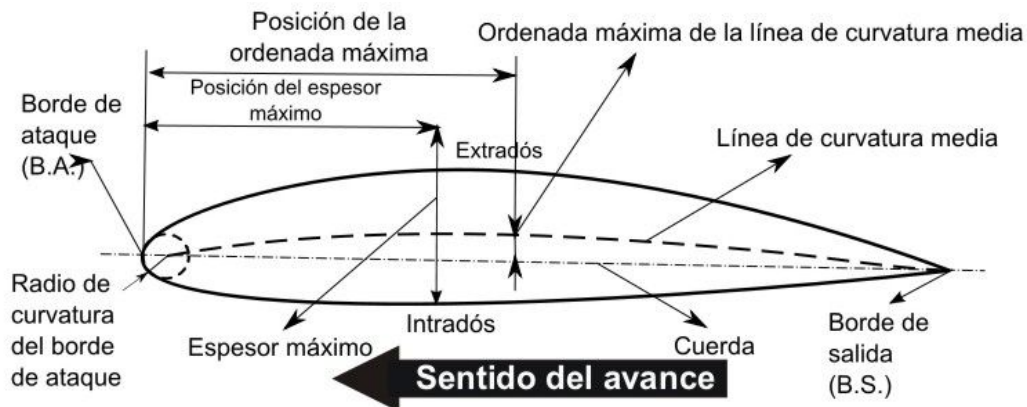 Posición de la
ordenada máxima
Ordenada máxima de la línea de curvatura media
Posición del espesor
máximo
Borde de
ataque
(B.A.)
Extradós
Línea de curvatura media
Radio de
curvatura
del borde
de ataque
Intradós
Espesor máximo
Cuerda
Borde de
salida
(B.S.)
Sentido del avance